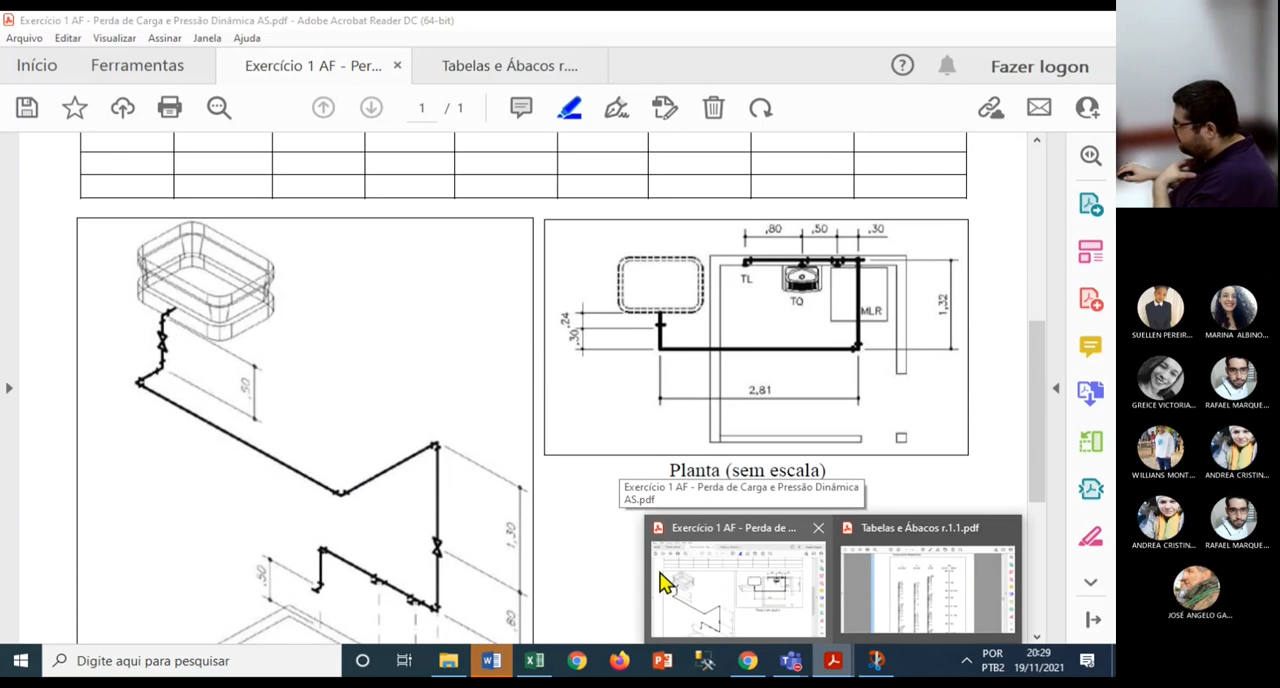 Exercício 1 AF - Perda de Carga e Pressão Dinâmica AS.pdf - Adobe Acrobat Reader DC (64-bit)
Arquivo Editar Visualizar Assinar Janela Ajuda
Início Ferramentas Exercício 1 AF - Per... × Tabelas e Ábacos r.... Fazer logon
1 / 1
,80 ,50 ,30
TL
TQ
MLR
1,32
,24
,30
2,81
,50
1,30
,50
,60
Planta (sem escala)
Exercício 1 AF - Perda de Carga e Pressão Dinâmica
AS.pdf
Exercício 1 AF - Perda de ...
Tabelas e Ábacos r.1.1.pdf
SUELLEN PEREIR...
MARINA ALBINO...
GREICE VICTORIA...
RAFAEL MARQUE...
WILLIANS MONT...
ANDREA CRISTIN...
ANDREA CRISTIN...
RAFAEL MARQUE...
JOSÉ ANGELO GA...
Digite aqui para pesquisar
POR
PTB2
20:29
19/11/2021